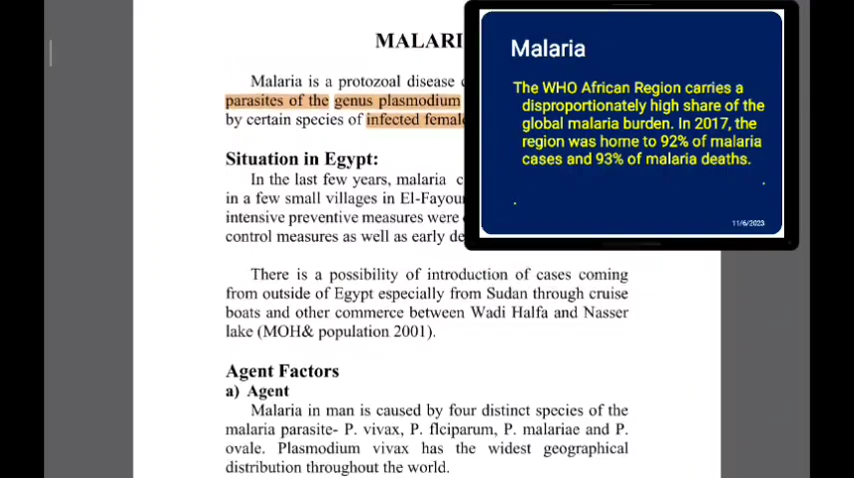 MALARI
Malaria is a protozoal disease
parasites of the genus plasmodium
by certain species of infected femal
Situation in Egypt:
In the last few years, malaria c
in a few small villages in El-Fayou
intensive preventive measures were
control measures as well as early de
There is a possibility of introduction of cases coming
from outside of Egypt especially from Sudan through cruise
boats and other commerce between Wadi Halfa and Nasser
lake (MOH& population 2001).
Agent Factors
a) Agent
Malaria in man is caused by four distinct species of the
malaria parasite- P. vivax, P. flciparum, P. malariae and P.
ovale. Plasmodium vivax has the widest geographical
distribution throughout the world.
Malaria
The WHO African Region carries a
disproportionately high share of the
global malaria burden. In 2017, the
region was home to 92% of malaria
cases and 93% of malaria deaths.
11/6/2023